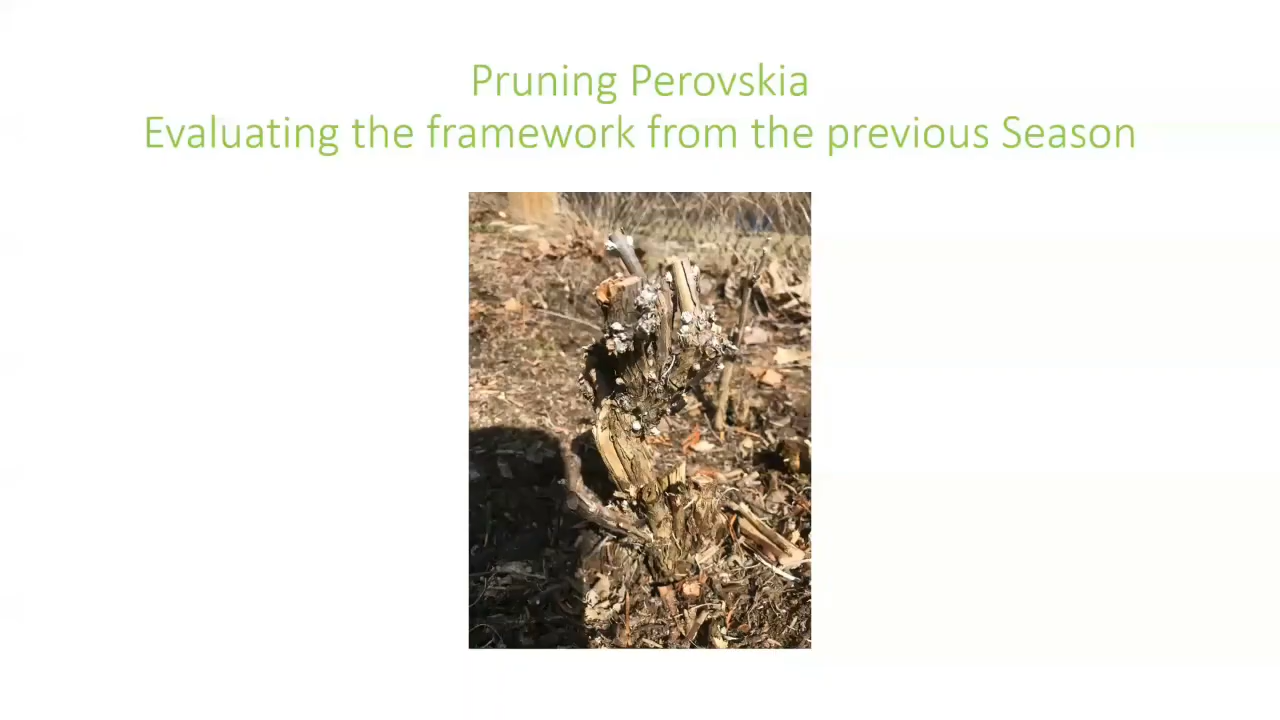 Pruning Perovskia
Evaluating the framework from the previous Season